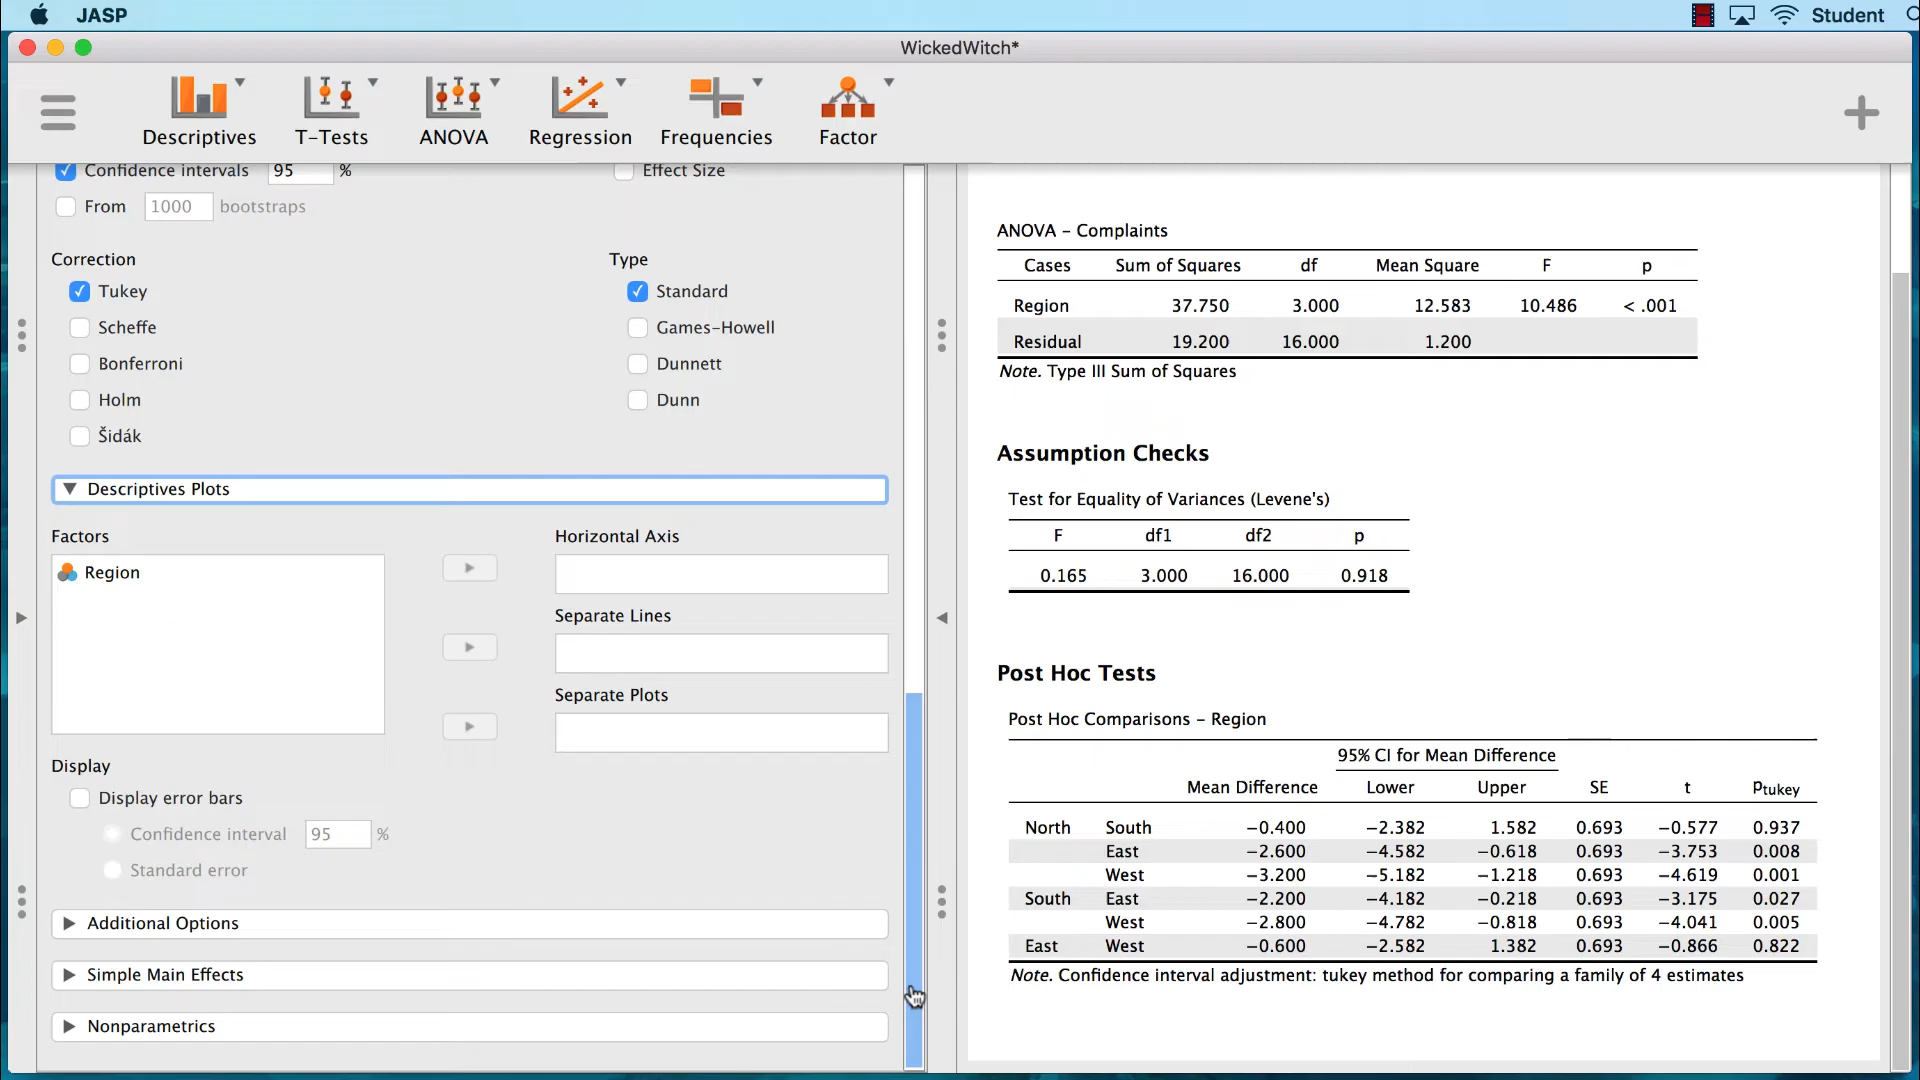 JASP Student
WickedWitch*
Descriptives T-Tests ANOVA Regression Frequencies Factor
Confidence intervals 95 % Effect Size
From 1000 bootstraps
Correction Type
Tukey Standard
Scheffe Games-Howell
Bonferroni Dunnett
Holm Dunn
Šidák
Descriptives Plots
Factors Horizontal Axis
Region
Separate Lines
Separate Plots
Display
Display error bars
Confidence interval 95 %
Standard error
Additional Options
Simple Main Effects
Nonparametrics
ANOVA – Complaints
Cases Sum of Squares df Mean Square F p
Region 37.750 3.000 12.583 10.486 < .001
Residual 19.200 16.000 1.200
Note. Type III Sum of Squares
Assumption Checks
Test for Equality of Variances (Levene's)
F df1 df2 p
0.165 3.000 16.000 0.918
Post Hoc Tests
Post Hoc Comparisons – Region
95% CI for Mean Difference
Mean Difference Lower Upper SE t ptukey
North South −0.400 −2.382 1.582 0.693 −0.577 0.937
East −2.600 −4.582 −0.618 0.693 −3.753 0.008
West −3.200 −5.182 −1.218 0.693 −4.619 0.001
South East −2.200 −4.182 −0.218 0.693 −3.175 0.027
West −2.800 −4.782 −0.818 0.693 −4.041 0.005
East West −0.600 −2.582 1.382 0.693 −0.866 0.822
Note. Confidence interval adjustment: tukey method for comparing a family of 4 estimates